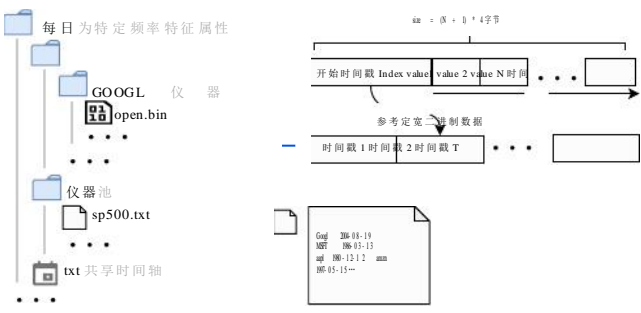 每日为特定频率特征属性
GOOGL 仪器
open.bin
仪器池
sp500.txt
txt 共享时间轴
size = (N + 1) * 4字节
开始时间戳 Index value1 value 2 value N 时间
参考定宽二进制数据
时间戳 1 时间戳 2 时间戳 T
Googl 2004-08-19
MSFT 1986-03-13
aapl 1980-12-12 amzn
1997-05-15 …